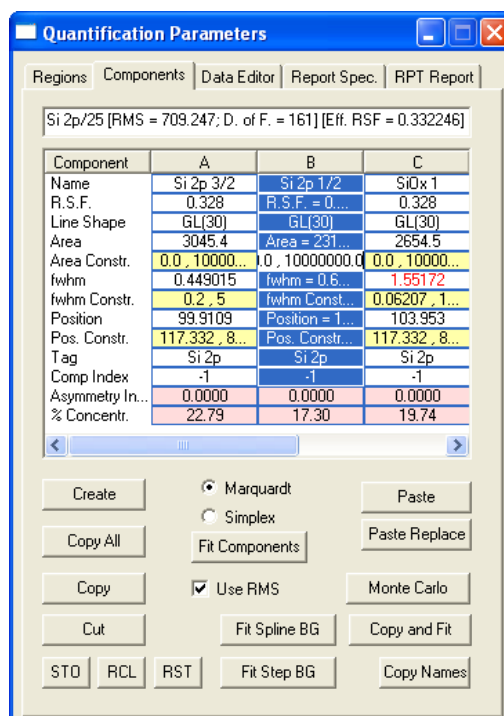 Quantification Parameters
Regions Components Data Editor Report Spec. RPT Report
Si 2p/25 [RMS = 709.247; D. of F. = 161] [Eff. RSF = 0.332246]
Component A B C
Name Si 2p 3/2 Si 2p 1/2 SiOx 1
R.S.F. 0.328 R.S.F. = 0.... 0.328
Line Shape GL(30) GL(30) GL(30)
Area 3045.4 Area = 231... 2654.5
Area Constr. 0.0 , 10000... 0.0 , 10000000.0 0.0 , 10000...
fwhm 0.449015 fwhm = 0.6... 1.55172
fwhm Constr. 0.2 , 5 fwhm Const... 0.06207 , 1...
Position 99.9109 Position = 1... 103.953
Pos. Constr. 117.332 , 8... Pos. Constr... 117.332 , 8...
Tag Si 2p Si 2p Si 2p
Comp Index -1 -1 -1
Asymmetry In... 0.0000 0.0000 0.0000
% Concentr. 22.79 17.30 19.74
Create Marquardt Paste
Simplex
Copy All Fit Components Paste Replace
Copy Use RMS Monte Carlo
Cut Fit Spline BG Copy and Fit
STO RCL RST Fit Step BG Copy Names